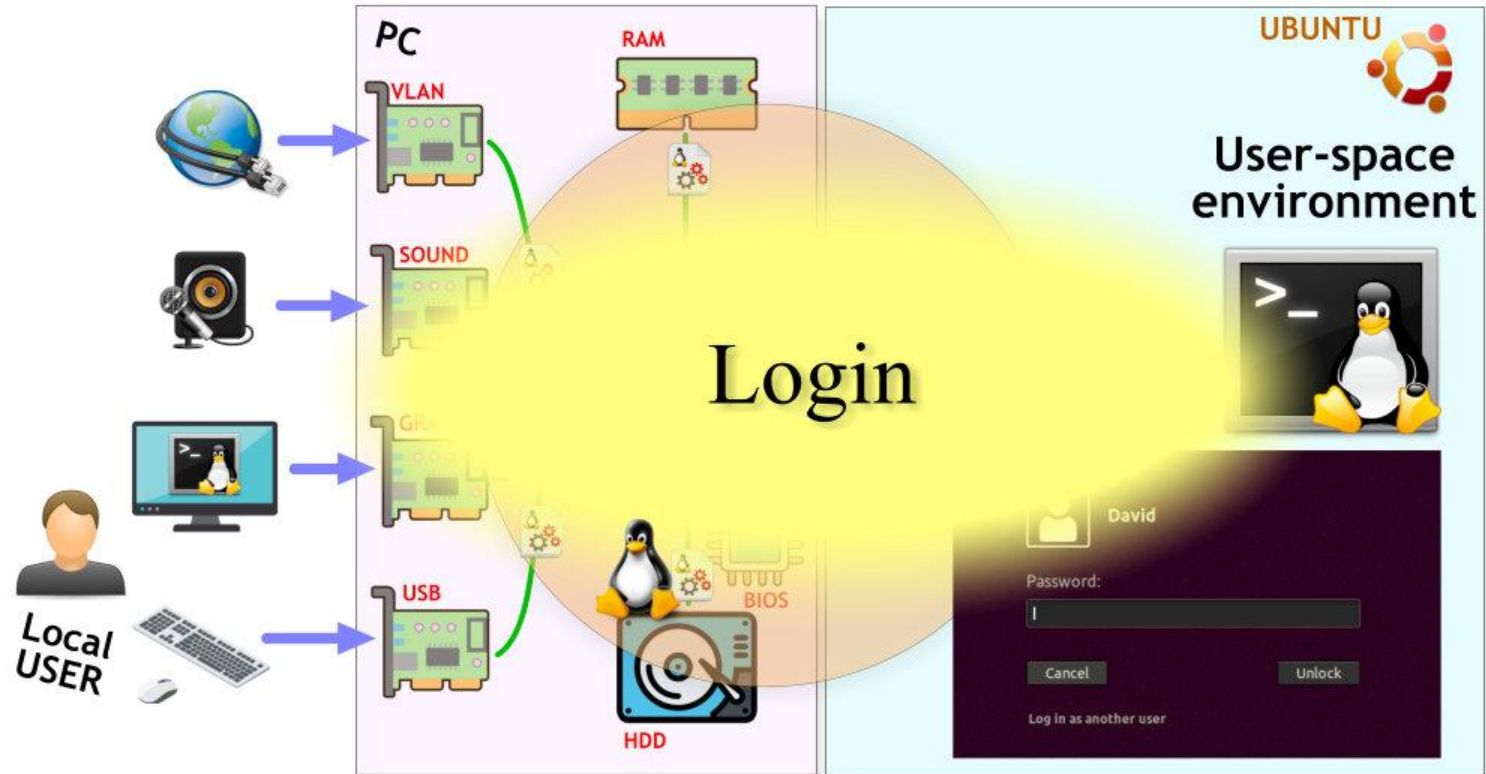 PC
RAM
UBUNTU
VLAN
User-space
environment
SOUND
>_
Login
>_
David
Password:
USB
BIOS
Local
USER
Cancel
Unlock
Log in as another user
HDD